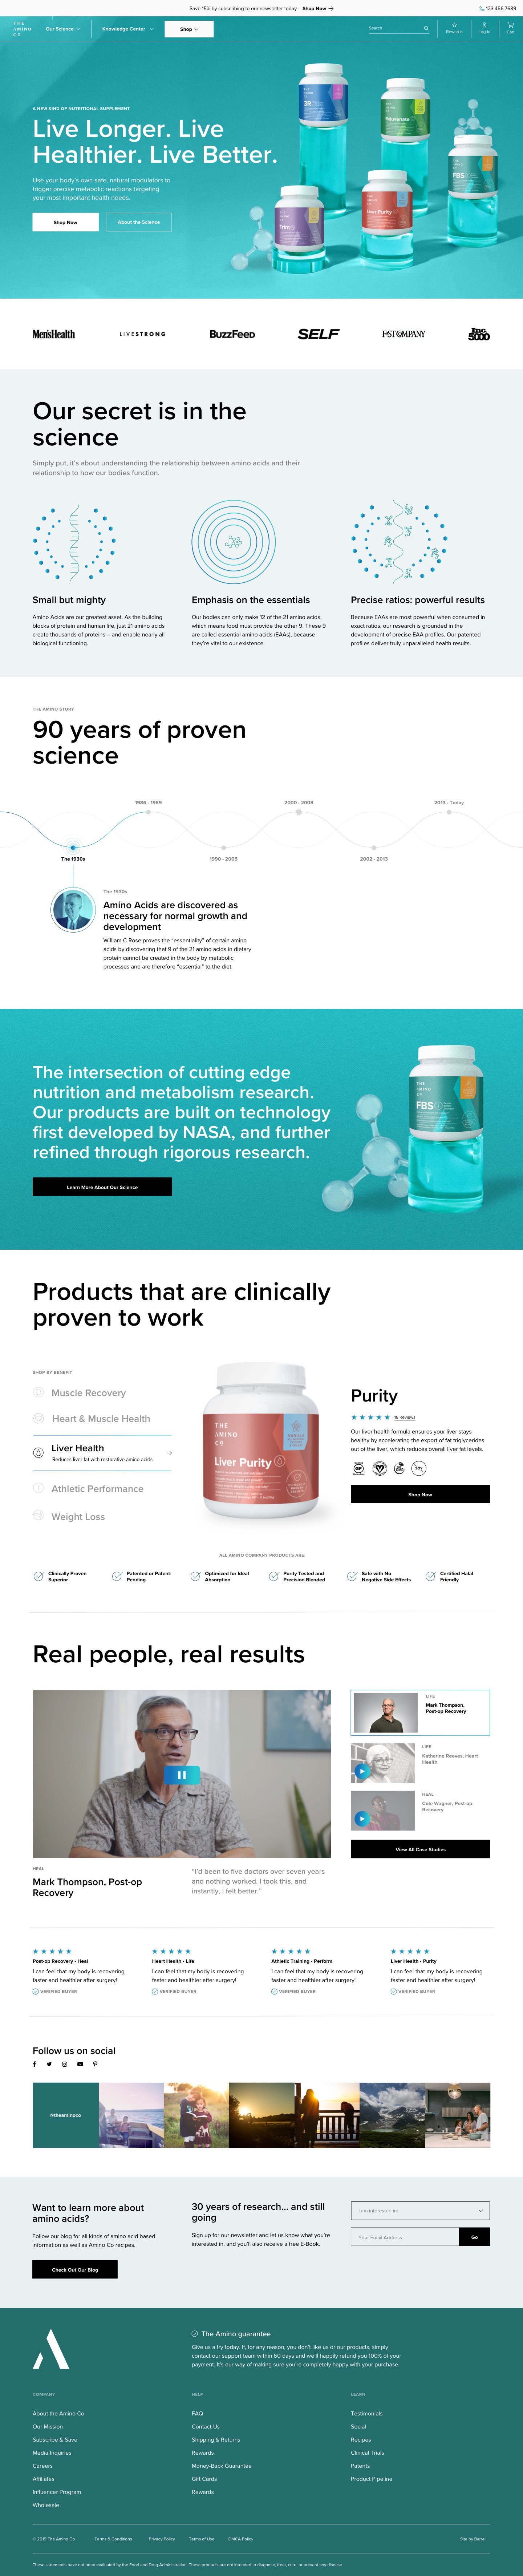 Save 15% by subscribing to our newsletter today Shop Now
123.456.7689
THE
AMINO
CO
Our Science
Knowledge Center
Shop
Search
Rewards
Log In
Cart
A NEW KIND OF NUTRITIONAL SUPPLEMENT
Live Longer. Live
Healthier. Live Better.
Use your body's own safe, natural modulators to
trigger precise metabolic reactions targeting
your most important health needs.
Shop Now
About the Science
Rejuvenate
FBS
Liver Purity
Men'sHealth
LIVESTRONG
BuzzFeed
SELF
FAST COMPANY
Inc.
5000
Our secret is in the
science
Simply put, it's about understanding the relationship between amino acids and their
relationship to how our bodies function.
Small but mighty
Amino Acids are our greatest asset. As the building
blocks of protein and human life, just 21 amino acids
create thousands of proteins – and enable nearly all
biological functioning.
Emphasis on the essentials
Our bodies can only make 12 of the 21 amino acids,
which means food must provide the other 9. These 9
are called essential amino acids (EAAs), because
they're vital to our existence.
Precise ratios: powerful results
Because EAAs are most powerful when consumed in
exact ratios, our research is grounded in the
development of precise EAA profiles. Our patented
profiles deliver truly unparalleled health results.
THE AMINO STORY
90 years of proven
science
1986 - 1989
2000 - 2008
2013 - Today
The 1930s
1990 - 2005
2002 - 2013
The 1930s
Amino Acids are discovered as
necessary for normal growth and
development
William C Rose proves the "essentiality" of certain amino
acids by discovering that 9 of the 21 amino acids in dietary
protein cannot be created in the body by metabolic
processes and are therefore "essential" to the diet.
The intersection of cutting edge
nutrition and metabolism research.
Our products are built on technology
first developed by NASA, and further
refined through rigorous research.
Learn More About Our Science
THE
AMINO
CO
FBS
Products that are clinically
proven to work
SHOP BY BENEFIT
Muscle Recovery
Heart & Muscle Health
Liver Health
Reduces liver fat with restorative amino acids
Athletic Performance
Weight Loss
THE
AMINO
CO
Liver Purity
Purity
18 Reviews
Our liver health formula ensures your liver stays
healthy by accelerating the export of fat triglycerides
out of the liver, which reduces overall liver fat levels.
GF
Shop Now
ALL AMINO COMPANY PRODUCTS ARE:
Clinically Proven
Superior
Patented or Patent-
Pending
Optimized for Ideal
Absorption
Purity Tested and
Precision Blended
Safe with No
Negative Side Effects
Certified Halal
Friendly
Real people, real results
LIFE
Mark Thompson,
Post-op Recovery
LIFE
Katharine Reeves, Heart
Health
HEAL
Cate Wagner, Post-op
Recovery
View All Case Studies
HEAL
Mark Thompson, Post-op
Recovery
"I'd been to five doctors over seven years
and nothing worked. I took this, and
instantly, I felt better."
Post-op Recovery • Heal
I can feel that my body is recovering
faster and healthier after surgery!
VERIFIED BUYER
Heart Health • Life
I can feel that my body is recovering
faster and healthier after surgery!
VERIFIED BUYER
Athletic Training • Perform
I can feel that my body is recovering
faster and healthier after surgery!
VERIFIED BUYER
Liver Health • Purity
I can feel that my body is recovering
faster and healthier after surgery!
VERIFIED BUYER
Follow us on social
@theaminoco
Want to learn more about
amino acids?
Follow our blog for all kinds of amino acid based
information as well as Amino Co recipes.
Check Out Our Blog
30 years of research... and still
going
Sign up for our newsletter and let us know what you're
interested in, and you'll also receive a free E-Book.
I am interested in:
Your Email Address
Go
The Amino guarantee
Give us a try today. If, for any reason, you don't like us or our products, simply
contact our support team within 60 days and we'll happily refund you 100% of your
payment. It's our way of making sure you're completely happy with your purchase.
COMPANY
About the Amino Co
Our Mission
Subscribe & Save
Media Inquiries
Careers
Affiliates
Influencer Program
Wholesale
HELP
FAQ
Contact Us
Shipping & Returns
Rewards
Money-Back Guarantee
Gift Cards
Rewards
LEARN
Testimonials
Social
Recipes
Clinical Trials
Patents
Product Pipeline
© 2019 The Amino Co
Terms & Conditions
Privacy Policy
Terms of Use
DMCA Policy
Site by Barrel
These statements have not been evaluated by the Food and Drug Administration. These products are not intended to diagnose, treat, cure, or prevent any disease